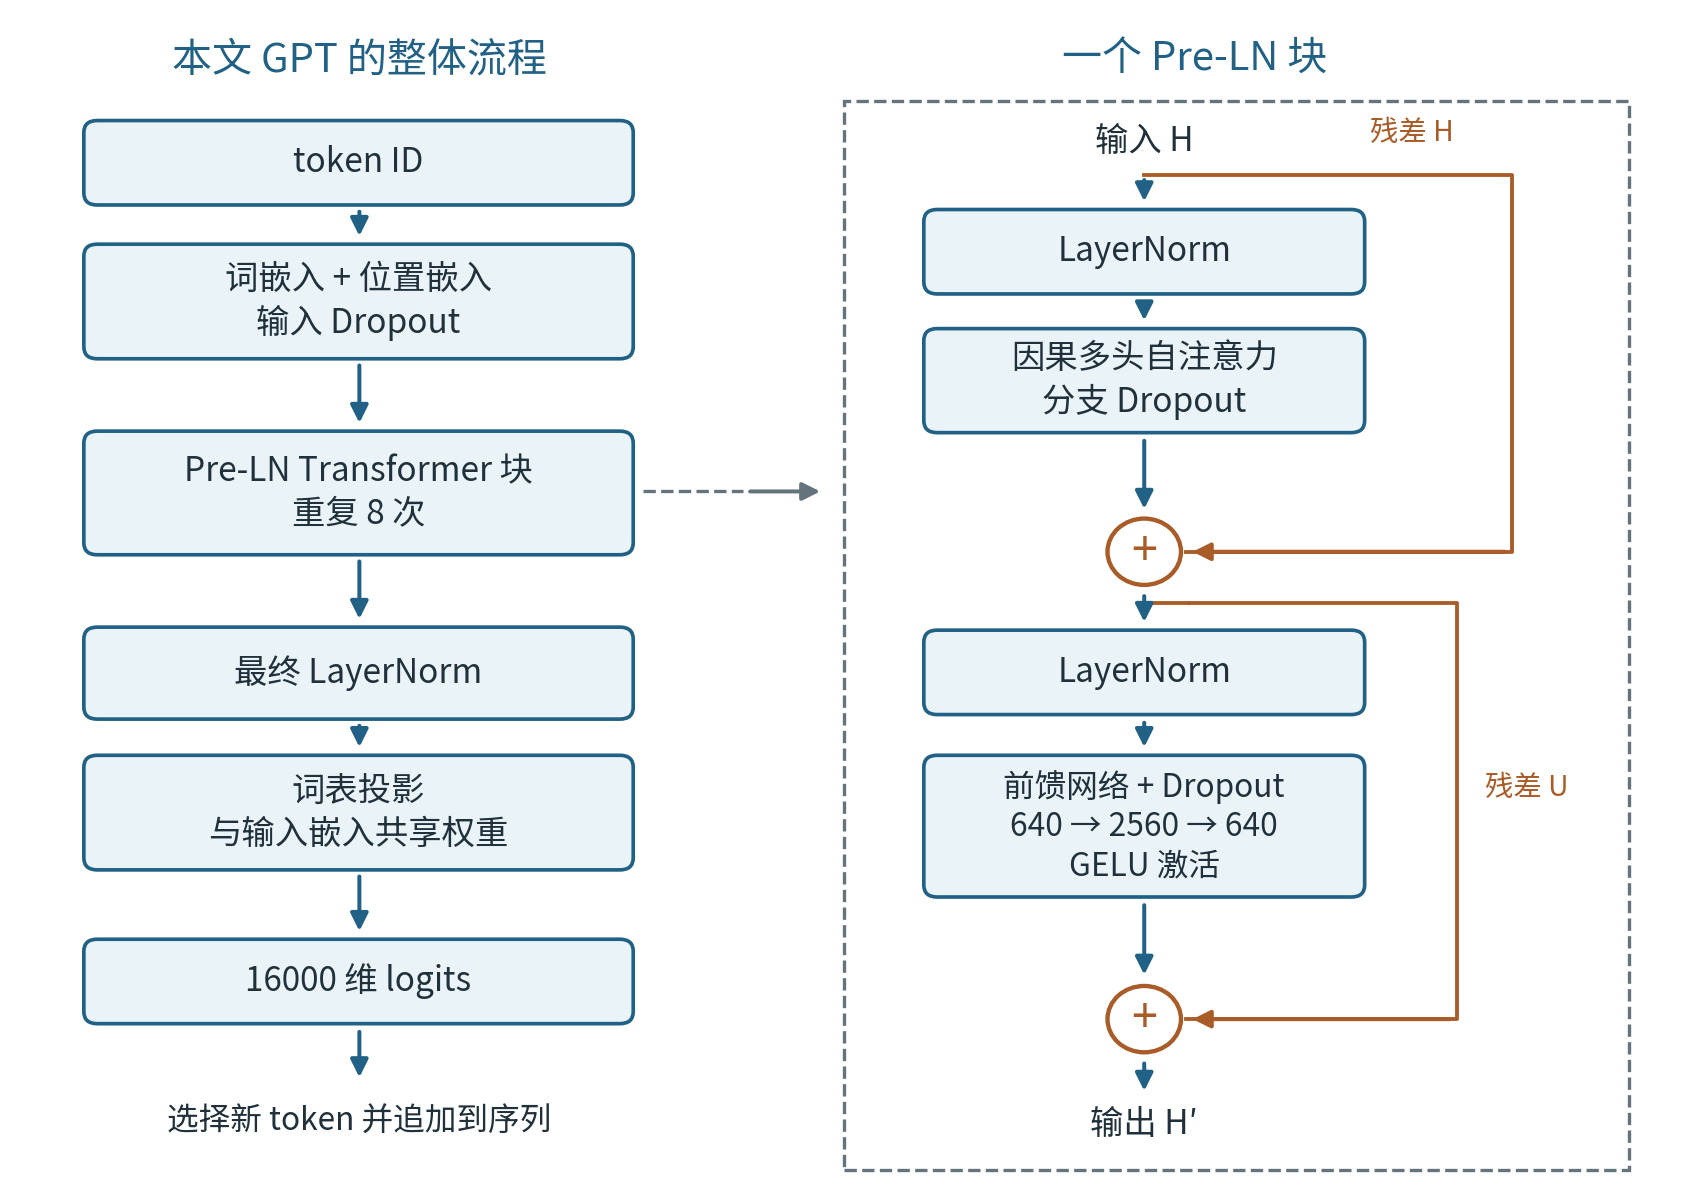 本文 GPT 的整体流程
token ID
词嵌入 + 位置嵌入
输入 Dropout
Pre-LN Transformer 块
重复 8 次
最终 LayerNorm
词表投影
与输入嵌入共享权重
16000 维 logits
选择新 token 并追加到序列
一个 Pre-LN 块
输入 H
残差 H
LayerNorm
因果多头自注意力
分支 Dropout
+
LayerNorm
前馈网络 + Dropout
640 → 2560 → 640
GELU 激活
残差 U
+
输出 H′